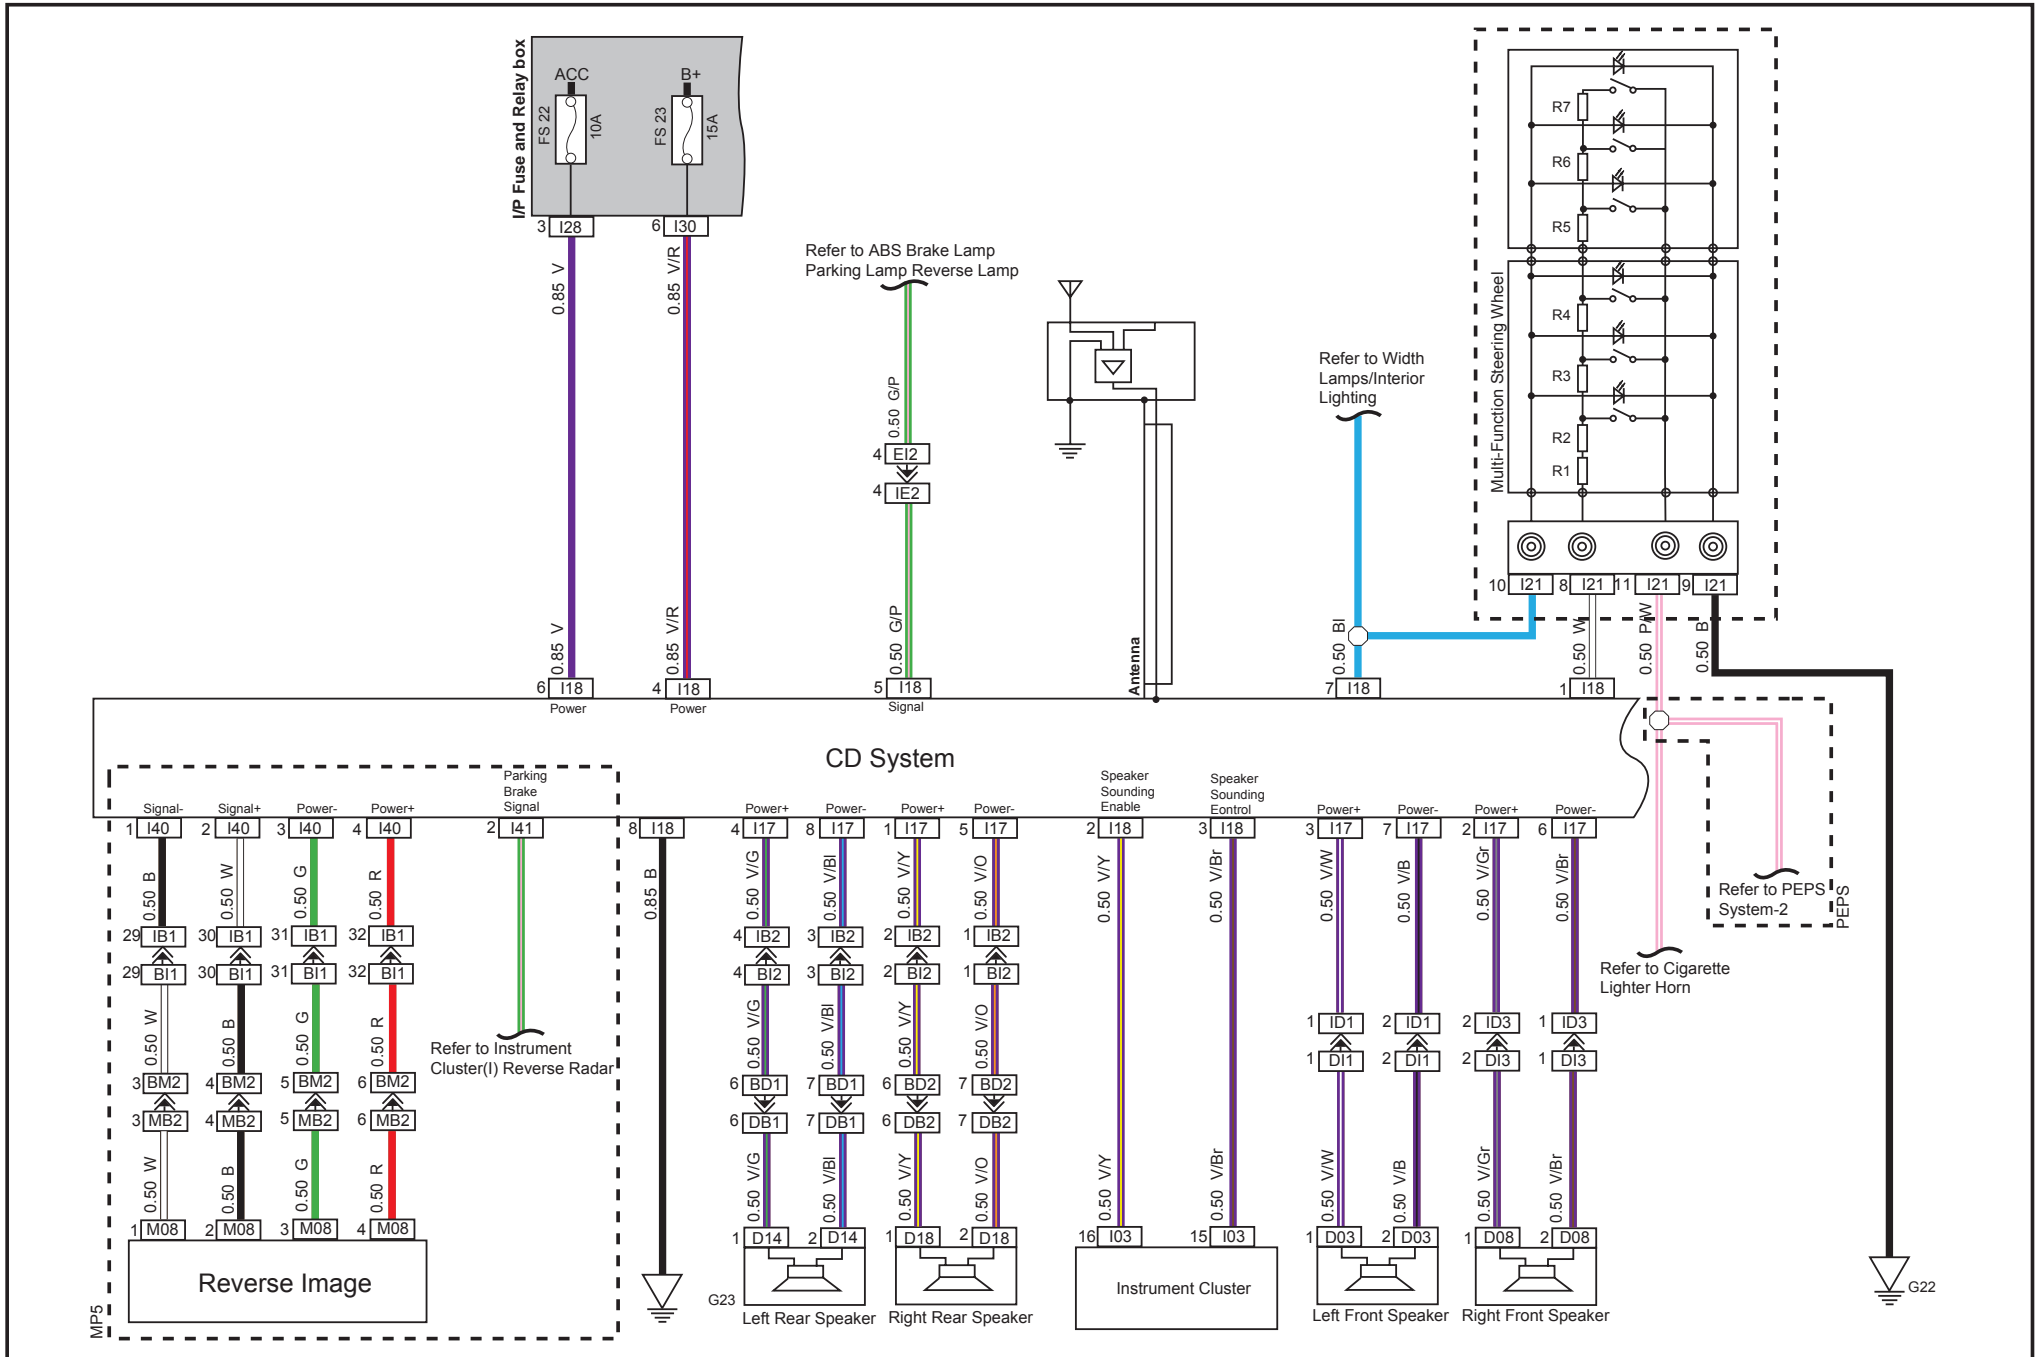 I/P Fuse and Relay box
ACC
B+
FS 22
10A
FS 23
15A
3 I28
6 I30
0.85 V
0.85 V/R
0.85 V
0.85 V/R
6 I18
4 I18
Power
Power
Refer to ABS Brake Lamp
Parking Lamp Reverse Lamp
0.50 G/P
4 EI2
4 IE2
0.50 G/P
5 I18
Signal
Antenna
Refer to Width
Lamps/Interior
Lighting
0.50 Bl
7 I18
Multi-Function Steering Wheel
R7
R6
R5
R4
R3
R2
R1
10 I21
8 I21
11 I21
9 I21
0.50 W
0.50 P/W
0.50 B
1 I18
CD System
Refer to PEPS
System-2
PEPS
Refer to Cigarette
Lighter Horn
G22
Signal-
Signal+
Power-
Power+
Parking
Brake
Signal
1 I40
2 I40
3 I40
4 I40
2 I41
8 I18
0.50 B
0.50 W
0.50 G
0.50 R
0.85 B
29 IB1
30 IB1
31 IB1
32 IB1
29 BI1
30 BI1
31 BI1
32 BI1
0.50 W
0.50 B
0.50 G
0.50 R
Refer to Instrument
Cluster(I) Reverse Radar
3 BM2
4 BM2
5 BM2
6 BM2
3 MB2
4 MB2
5 MB2
6 MB2
0.50 W
0.50 B
0.50 G
0.50 R
1 M08
2 M08
3 M08
4 M08
Reverse Image
MP5
G23
Power+
Power-
Power+
Power-
4 I17
8 I17
1 I17
5 I17
0.50 V/G
0.50 V/Bl
0.50 V/Y
0.50 V/O
4 IB2
3 IB2
2 IB2
1 IB2
4 BI2
3 BI2
2 BI2
1 BI2
0.50 V/G
0.50 V/Bl
0.50 V/Y
0.50 V/O
6 BD1
7 BD1
6 BD2
7 BD2
6 DB1
7 DB1
6 DB2
7 DB2
0.50 V/G
0.50 V/Bl
0.50 V/Y
0.50 V/O
1 D14
2 D14
1 D18
2 D18
Left Rear Speaker
Right Rear Speaker
Speaker
Sounding
Enable
Speaker
Sounding
Eontrol
2 I18
3 I18
0.50 V/Y
0.50 V/Br
0.50 V/Y
0.50 V/Br
16 I03
15 I03
Instrument Cluster
Power+
Power-
Power+
Power-
3 I17
7 I17
2 I17
6 I17
0.50 V/W
0.50 V/B
0.50 V/Gr
0.50 V/Br
1 ID1
2 ID1
2 ID3
1 ID3
1 DI1
2 DI1
2 DI3
1 DI3
0.50 V/W
0.50 V/B
0.50 V/Gr
0.50 V/Br
1 D03
2 D03
1 D08
2 D08
Left Front Speaker
Right Front Speaker